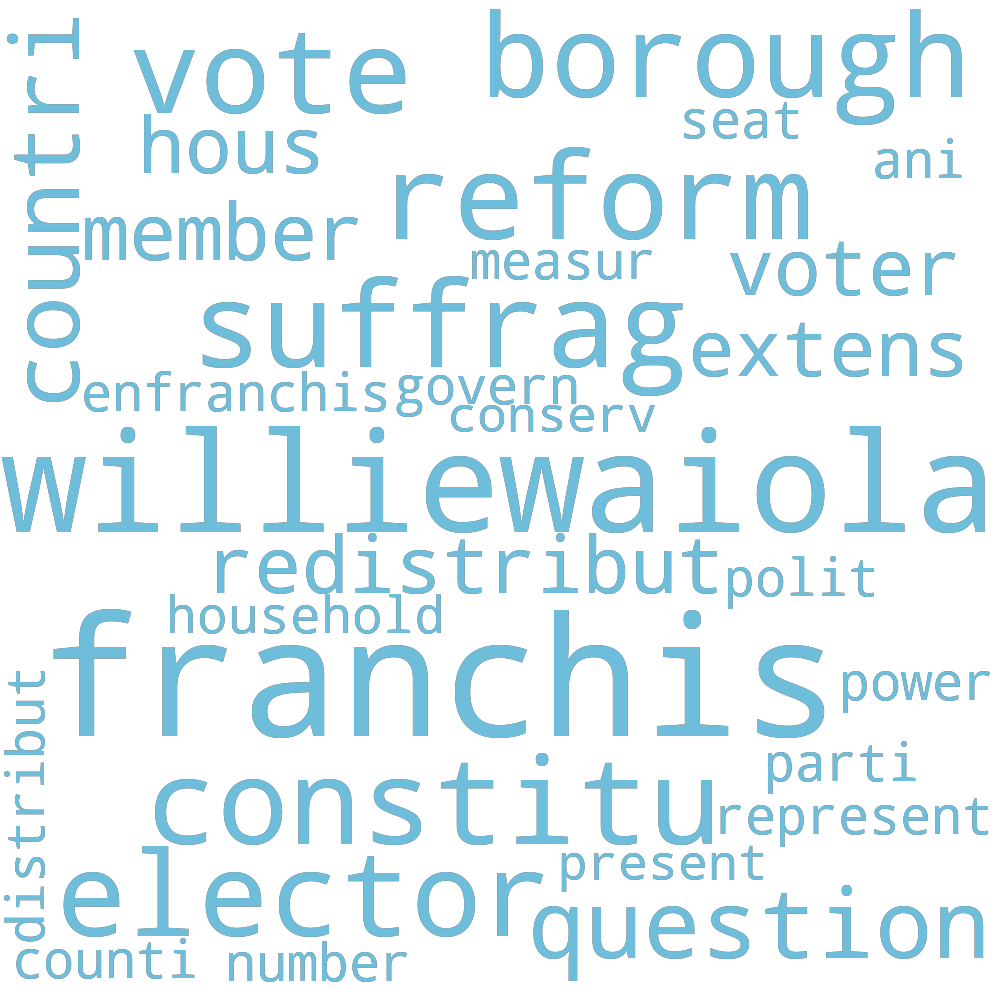 countri
vote
borough
seat
hous
ani
reform
member
measur
voter
suffrag
extens
enfranchis
govern
conserv
williewaiola
redistribut
polit
household
franchis
power
distribut
parti
constitu
represent
present
elector
question
counti
number